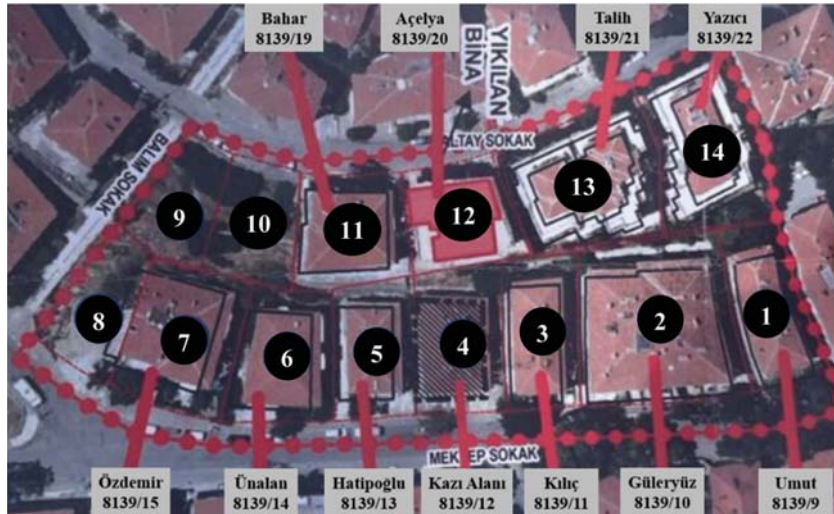 Bahar
8139/19
Açelya
8139/20
Talih
8139/21
Yazıcı
8139/22
YIKILAN
BİNA
ALTAY SOKAK
BALIM SOKAK
9
10
11
12
13
14
8
7
6
5
4
3
2
1
MEKTEP SOKAK
Özdemir
8139/15
Ünalan
8139/14
Hatipoğlu
8139/13
Kazı Alanı
8139/12
Kılıç
8139/11
Güleryüz
8139/10
Umut
8139/9